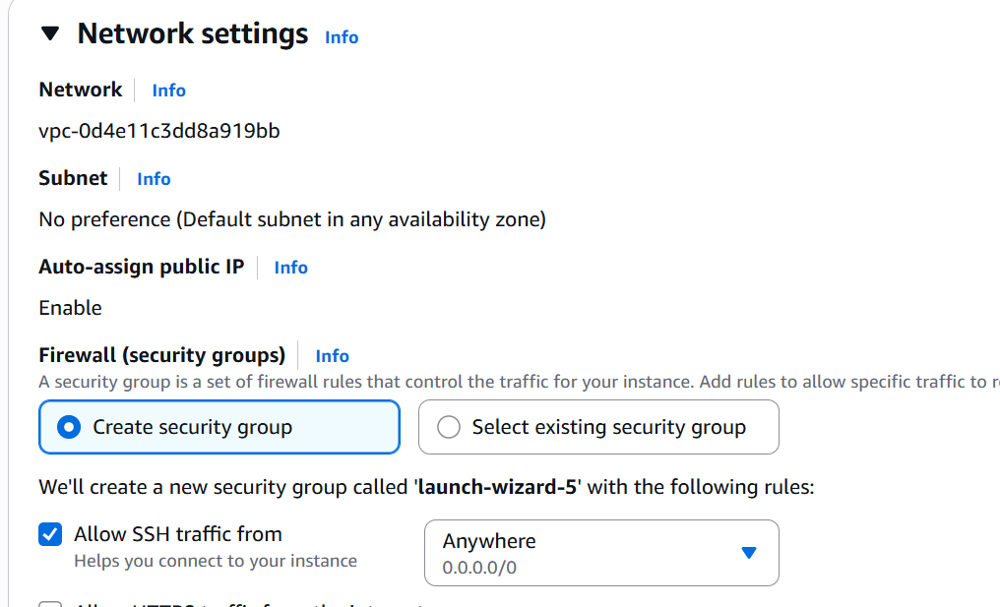 Network settings Info
Network Info
vpc-0d4e11c3dd8a919bb
Subnet Info
No preference (Default subnet in any availability zone)
Auto-assign public IP Info
Enable
Firewall (security groups) Info
A security group is a set of firewall rules that control the traffic for your instance. Add rules to allow specific traffic to
Create security group Select existing security group
We'll create a new security group called 'launch-wizard-5' with the following rules:
Allow SSH traffic from Anywhere
Helps you connect to your instance 0.0.0.0/0